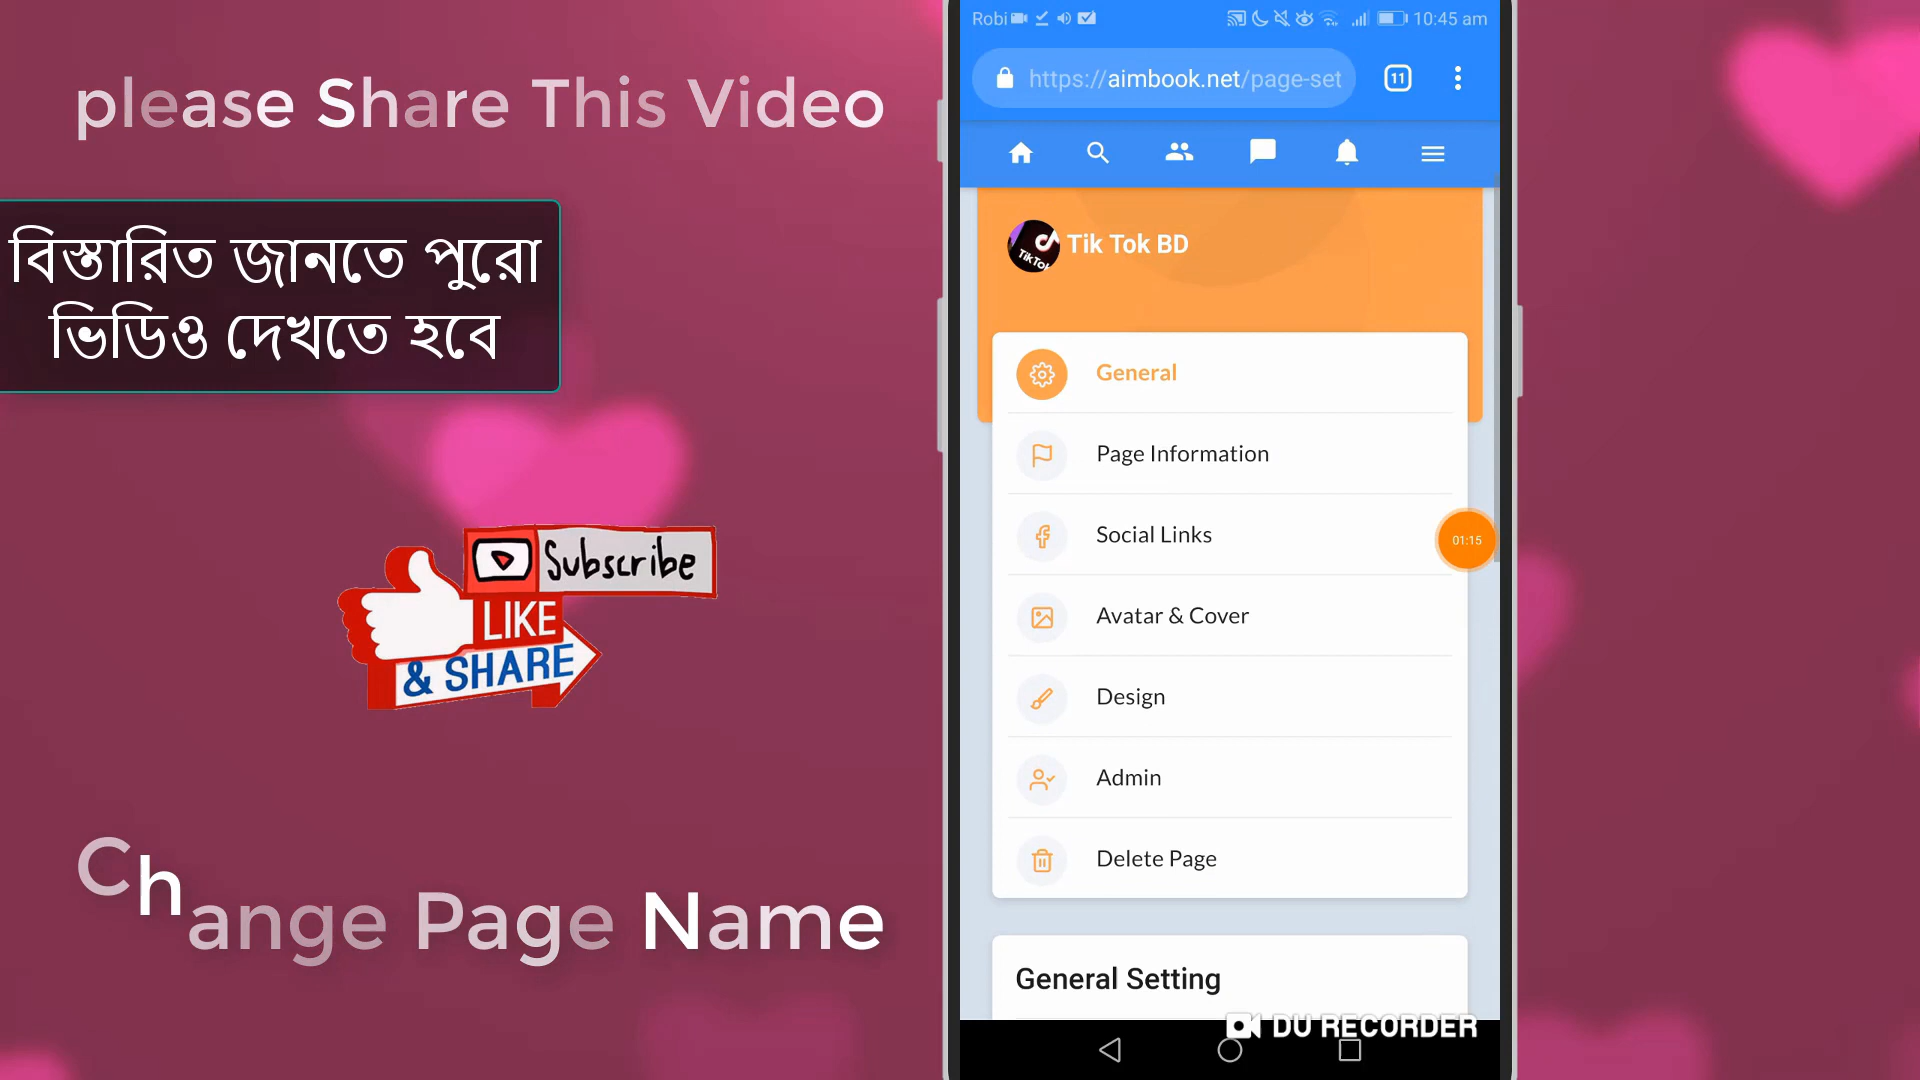 please Share This Video
বিস্তারিত জানতে পুরো
ভিডিও দেখতে হবে
Subscribe
LIKE
& SHARE
Change Page Name
Robi
10:45 am
https://aimbook.net/page-set
11
TikTok
Tik Tok BD
General
Page Information
Social Links
01:15
Avatar & Cover
Design
Admin
Delete Page
General Setting
DU RECORDER